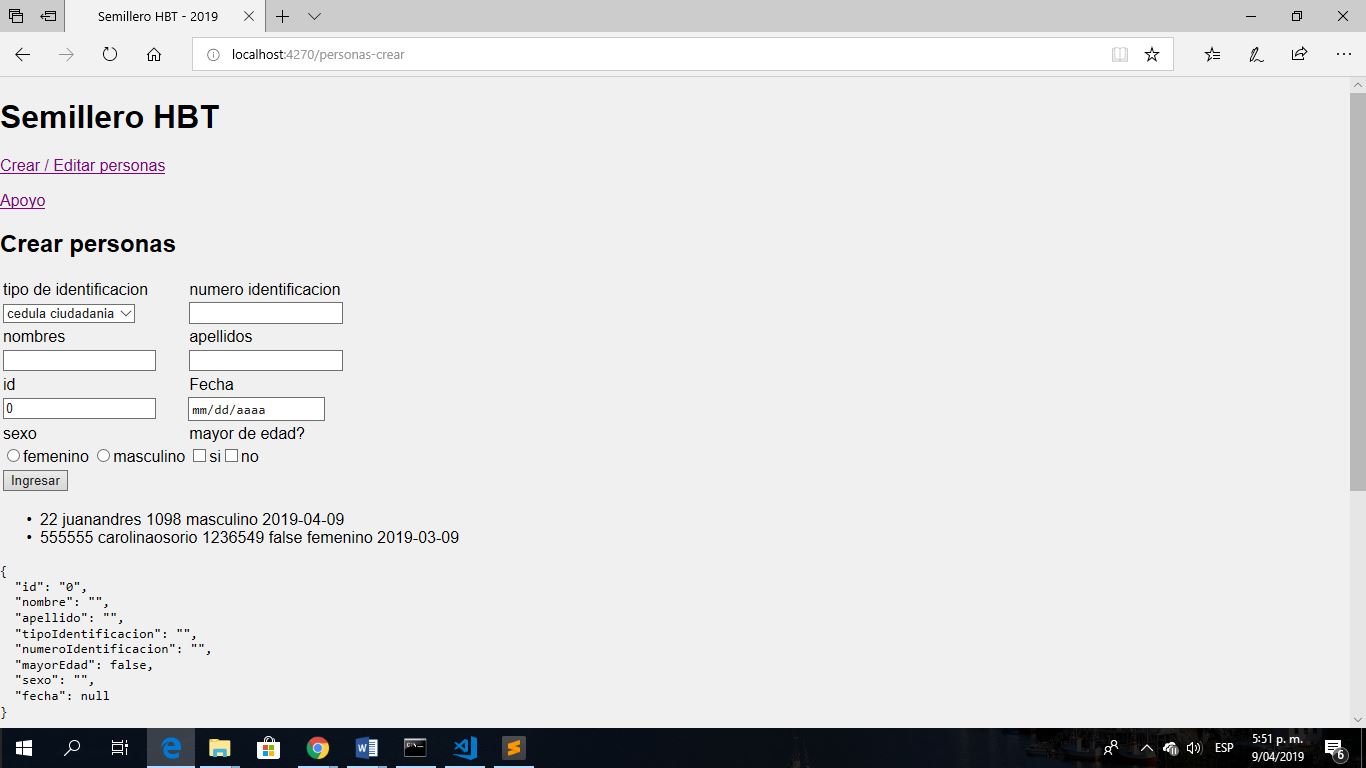 Semillero HBT - 2019
localhost:4270/personas-crear
Semillero HBT
Crear / Editar personas
Apoyo
Crear personas
tipo de identificacion numero identificacion
cedula ciudadania
nombres apellidos
id Fecha
0 mm/dd/aaaa
sexo mayor de edad?
femenino masculino si no
Ingresar
• 22 juanandres 1098 masculino 2019-04-09
• 555555 carolinaosorio 1236549 false femenino 2019-03-09
{
"id": "0",
"nombre": "",
"apellido": "",
"tipoIdentificacion": "",
"numeroIdentificacion": "",
"mayorEdad": false,
"sexo": "",
"fecha": null
}
ESP
5:51 p. m.
9/04/2019
6